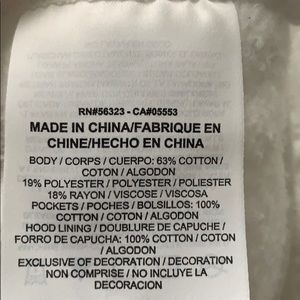 RN#56323 - CA#05553
MADE IN CHINA/FABRIQUE EN
CHINE/HECHO EN CHINA
BODY / CORPS / CUERPO: 63% COTTON /
COTON / ALGODON
19% POLYESTER / POLYESTER / POLIESTER
18% RAYON / VISCOSE / VISCOSA
POCKETS / POCHES / BOLSILLOS: 100%
COTTON / COTON / ALGODON
HOOD LINING / DOUBLURE DE CAPUCHE /
FORRO DE CAPUCHA: 100% COTTON / COTON
/ ALGODON
EXCLUSIVE OF DECORATION / DECORATION
NON COMPRISE / NO INCLUYE LA
DECORACION